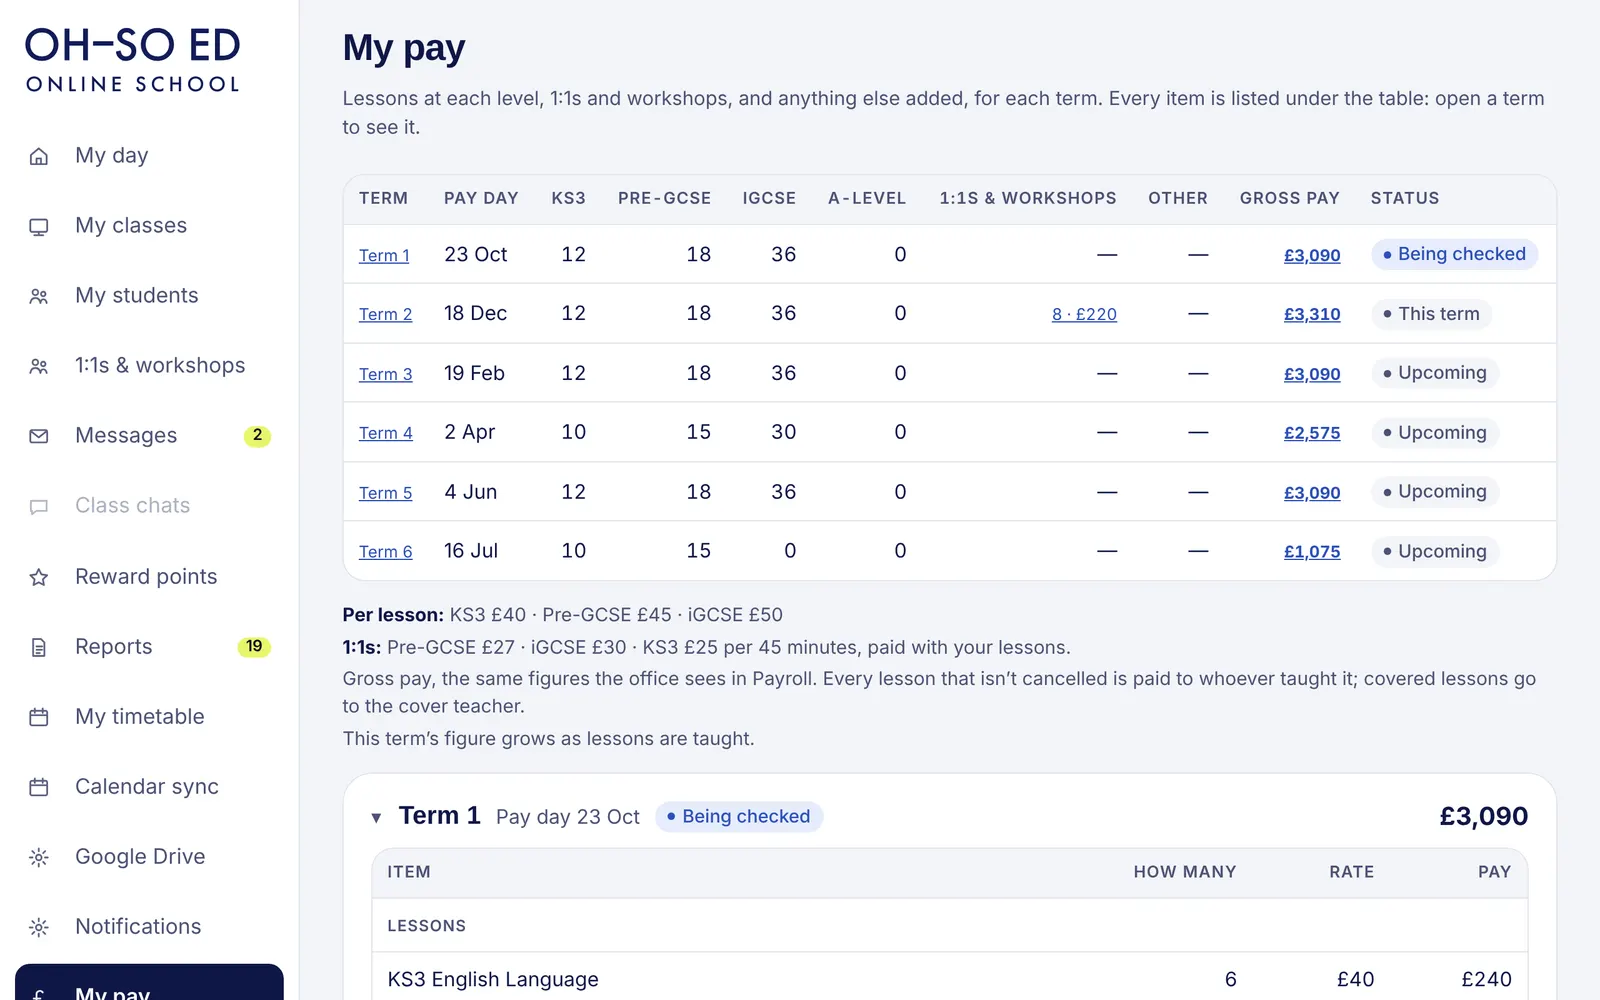 OH-SO ED
ONLINE SCHOOL
My day
My classes
My students
1:1s & workshops
Messages 2
Class chats
Reward points
Reports 19
My timetable
Calendar sync
Google Drive
Notifications
£ My pay
My pay
Lessons at each level, 1:1s and workshops, and anything else added, for each term. Every item is listed under the table: open a term
to see it.
TERM PAY DAY KS3 PRE-GCSE IGCSE A-LEVEL 1:1S & WORKSHOPS OTHER GROSS PAY STATUS
Term 1 23 Oct 12 18 36 0 — — £3,090 • Being checked
Term 2 18 Dec 12 18 36 0 8 · £220 — £3,310 • This term
Term 3 19 Feb 12 18 36 0 — — £3,090 • Upcoming
Term 4 2 Apr 10 15 30 0 — — £2,575 • Upcoming
Term 5 4 Jun 12 18 36 0 — — £3,090 • Upcoming
Term 6 16 Jul 10 15 0 0 — — £1,075 • Upcoming
Per lesson: KS3 £40 · Pre-GCSE £45 · iGCSE £50
1:1s: Pre-GCSE £27 · iGCSE £30 · KS3 £25 per 45 minutes, paid with your lessons.
Gross pay, the same figures the office sees in Payroll. Every lesson that isn’t cancelled is paid to whoever taught it; covered lessons go
to the cover teacher.
This term’s figure grows as lessons are taught.
▼ Term 1 Pay day 23 Oct • Being checked £3,090
ITEM HOW MANY RATE PAY
LESSONS
KS3 English Language 6 £40 £240